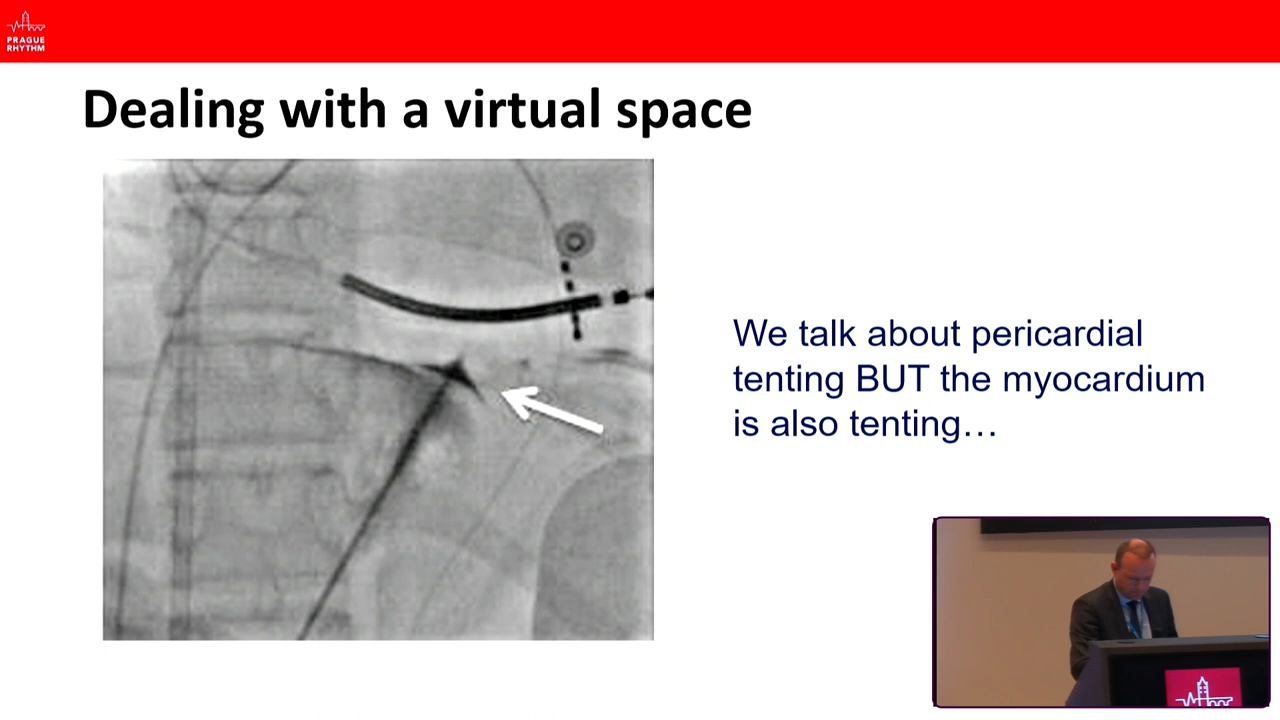 PRAGUE
RHYTHM
Dealing with a virtual space
We talk about pericardial
tenting BUT the myocardium
is also tenting…